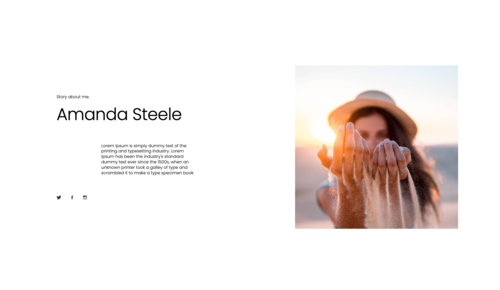 Story about me.
Amanda Steele
Lorem Ipsum is simply dummy text of the
printing and typesetting industry. Lorem
Ipsum has been the industry's standard
dummy text ever since the 1500s, when an
unknown printer took a galley of type and
scrambled it to make a type specimen book.